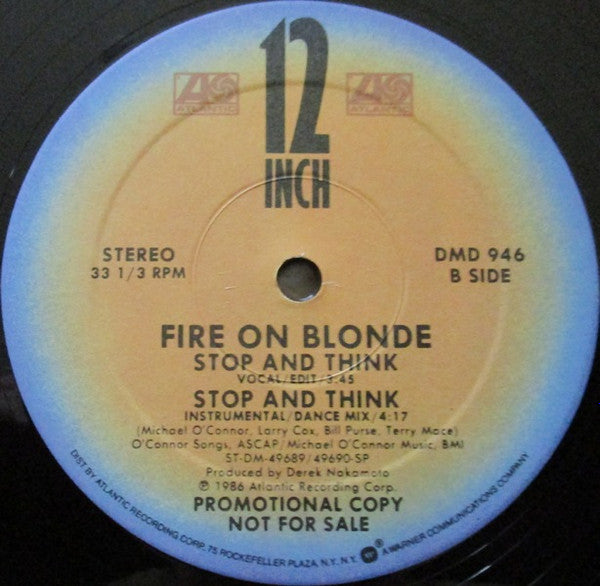 12
INCH
ATLANTIC
ATLANTIC
STEREO
33 1/3 RPM
DMD 946
B SIDE
FIRE ON BLONDE
STOP AND THINK
VOCAL/EDIT/3:45
STOP AND THINK
INSTRUMENTAL/DANCE MIX/4:17
(Michael O'Connor, Larry Cox, Bill Purse, Terry Mace)
O'Connor Songs, ASCAP/Michael O'Connor Music, BMI
ST-DM-49689/49690-SP
Produced by Derek Nakamoto
℗ 1986 Atlantic Recording Corp.
PROMOTIONAL COPY
NOT FOR SALE
DIST BY ATLANTIC RECORDING CORP, 75 ROCKEFELLER PLAZA, N.Y. N.Y. ® A WARNER COMMUNICATIONS COMPANY